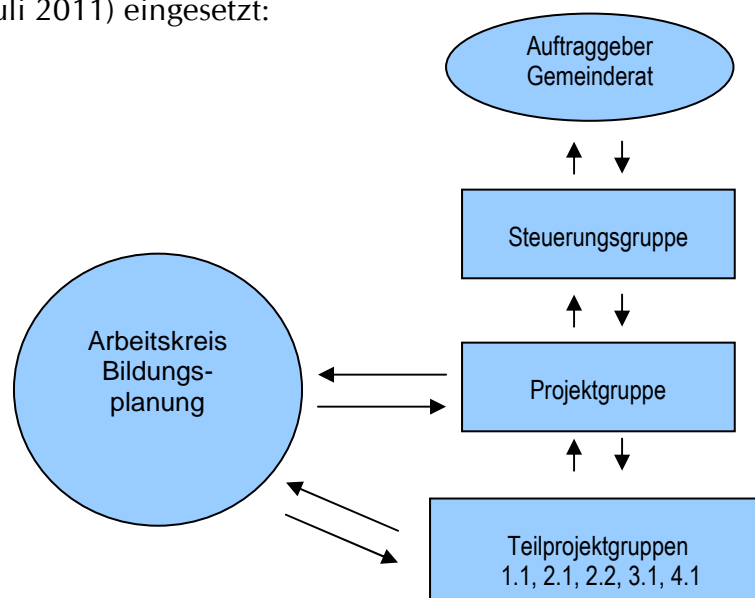 uli 2011) eingesetzt:
Auftraggeber
Gemeinderat
Steuerungsgruppe
Arbeitskreis
Bildungs-
planung
Projektgruppe
Teilprojektgruppen
1.1, 2.1, 2.2, 3.1, 4.1